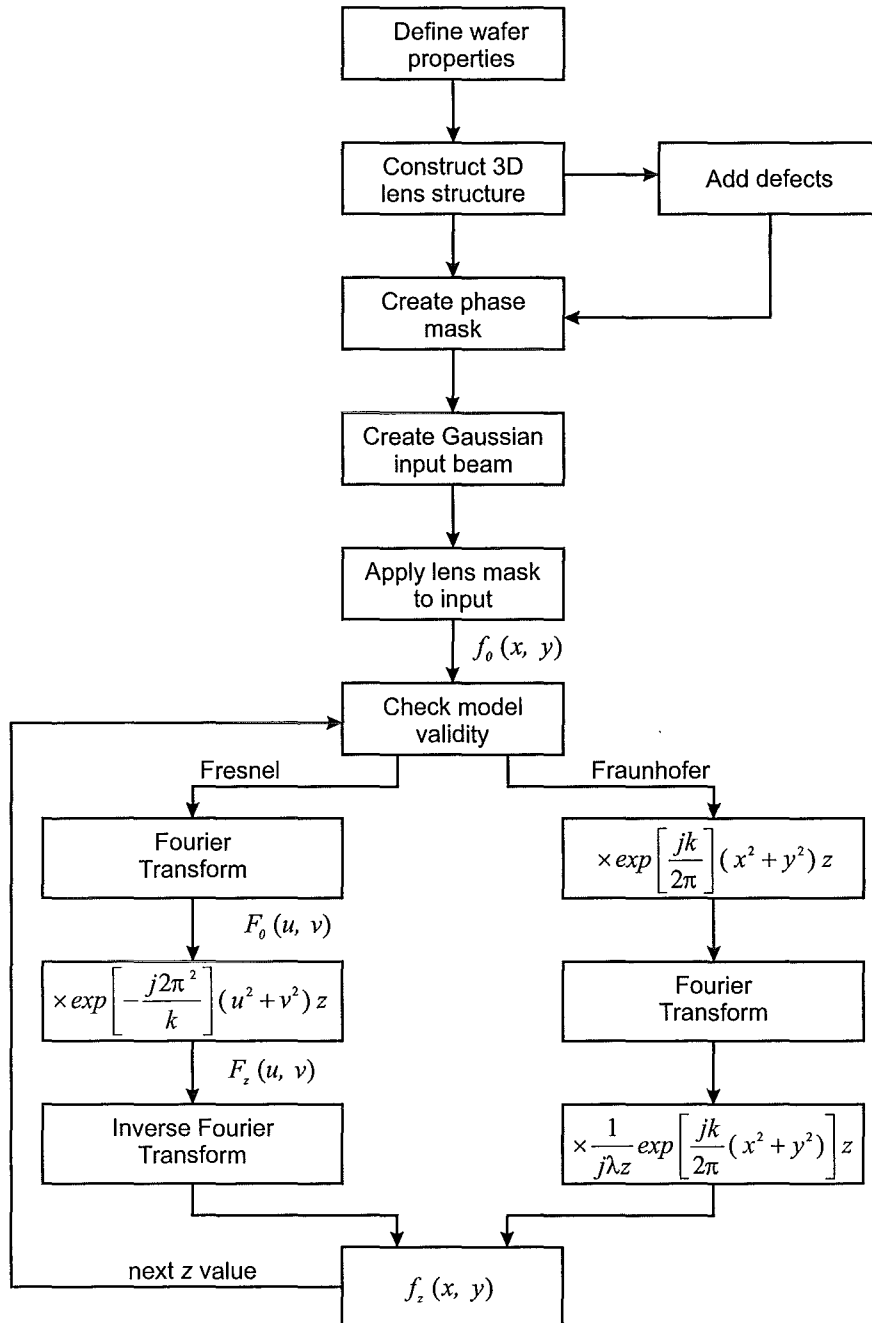 Define wafer
properties
Construct 3D
lens structure
Add defects
Create phase
mask
Create Gaussian
input beam
Apply lens mask
to input
f₀ (x, y)
Check model
validity
Fresnel
Fraunhofer
Fourier
Transform
F₀ (u, v)
× exp [ − j2π² / k ] (u² + v²) z
F_z (u, v)
Inverse Fourier
Transform
× exp [ jk / 2π ] (x² + y²) z
Fourier
Transform
× 1 / jλz exp [ jk / 2π (x² + y²) ] z
next z value
f_z (x, y)